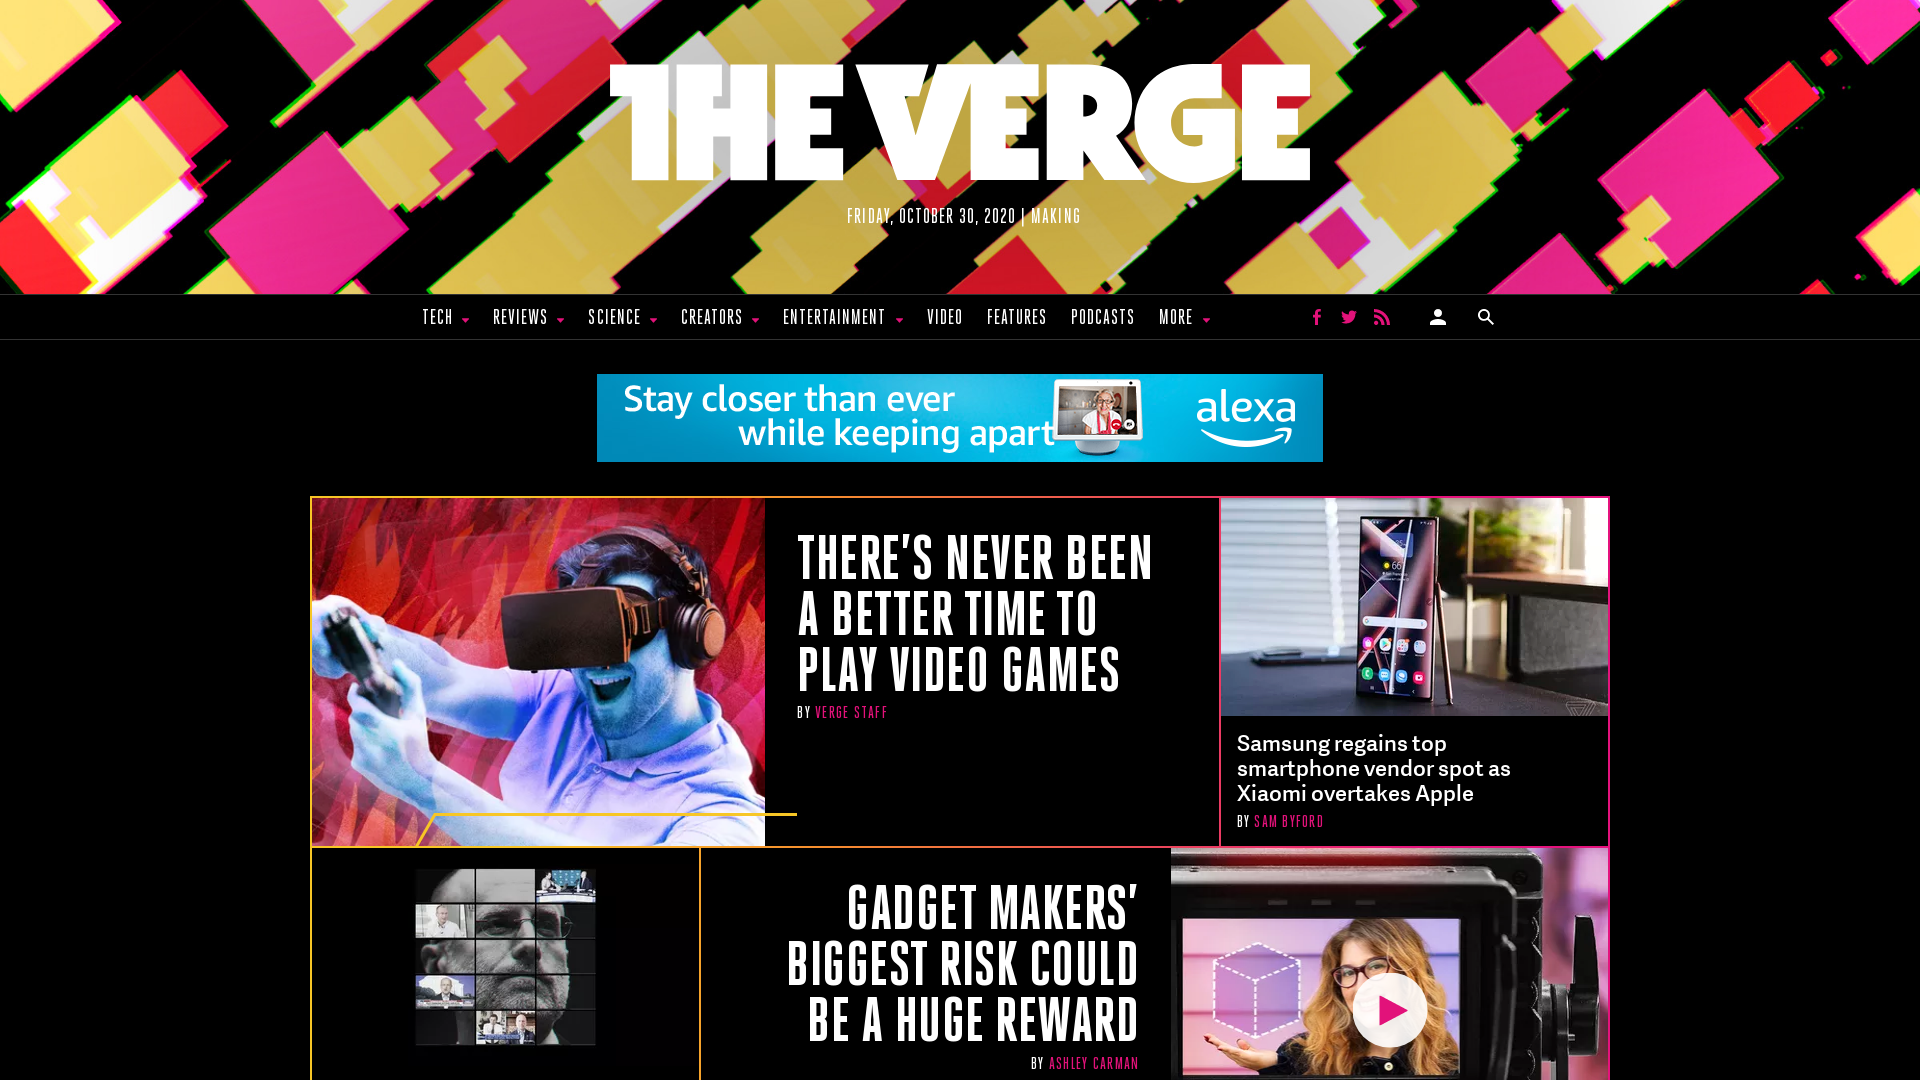 THE VERGE
FRIDAY, OCTOBER 30, 2020 | MAKING
TECH REVIEWS SCIENCE CREATORS ENTERTAINMENT VIDEO FEATURES PODCASTS MORE
Stay closer than ever
while keeping apart
alexa
THERE'S NEVER BEEN
A BETTER TIME TO
PLAY VIDEO GAMES
BY VERGE STAFF
Samsung regains top
smartphone vendor spot as
Xiaomi overtakes Apple
BY SAM BYFORD
GADGET MAKERS'
BIGGEST RISK COULD
BE A HUGE REWARD
BY ASHLEY CARMAN